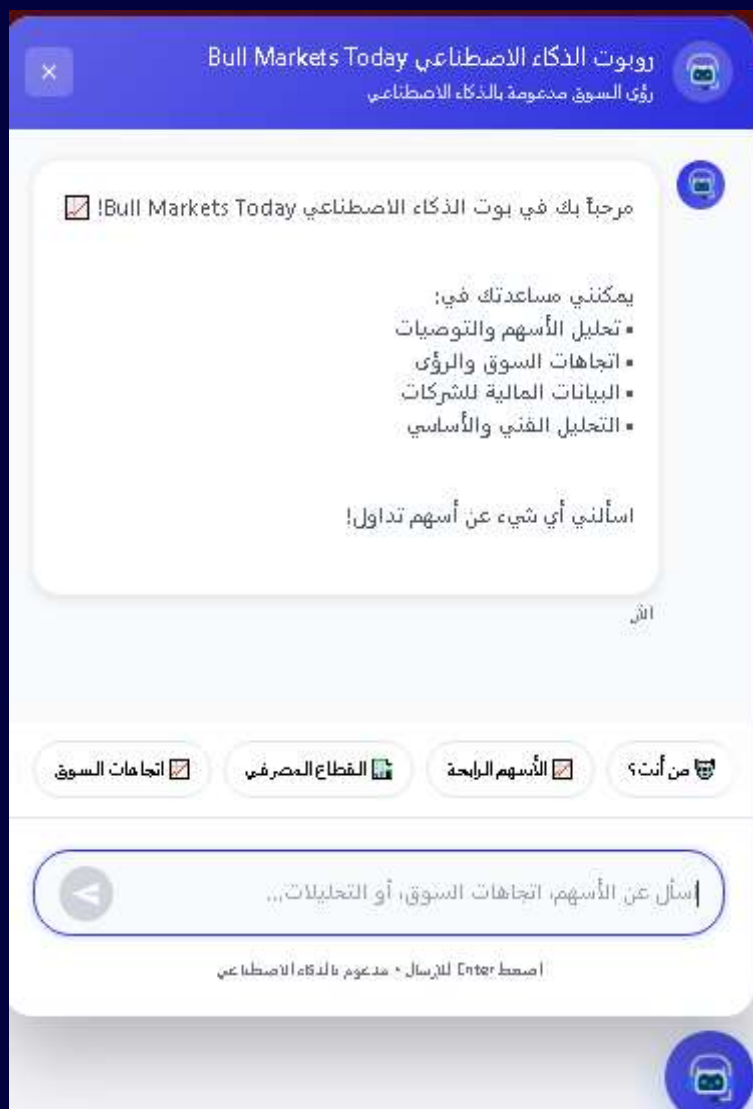 روبوت الذكاء الاصطناعي Bull Markets Today
رؤى السوق مدعومة بالذكاء الاصطناعي
مرحباً بك في بوت الذكاء الاصطناعي Bull Markets Today!
يمكنني مساعدتك في:
• تحليل الأسهم والتوصيات
• اتجاهات السوق والرؤى
• البيانات المالية للشركات
• التحليل الفني والأساسي
اسألني أي شيء عن أسهم تداول!
الآن
من أنت؟
الأسهم الرابحة
القطاع المصرفي
اتجاهات السوق
اسأل عن الأسهم، اتجاهات السوق، أو التحليلات...
اضغط Enter للإرسال • مدعوم بالذكاء الاصطناعي